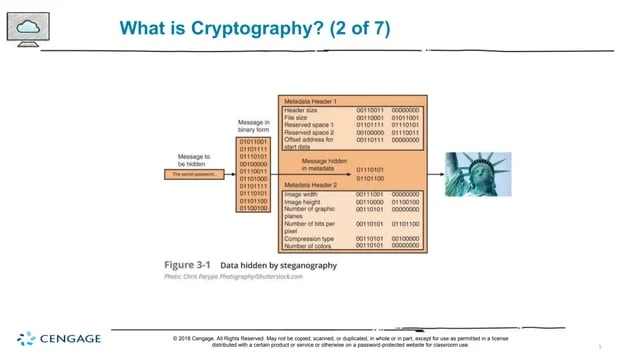 What is Cryptography? (2 of 7)
Message to
be hidden
The secret password...
Message in
binary form
01011001
01101111
01110101
00100000
01110011
01101000
01101111
01110101
01101100
01100100
Metadata Header 1
Header size 00110011 00000000
File size 00110001 01011001
Reserved space 1 01101111 01110101
Reserved space 2 00100000 01110011
Offset address for 00110111 00000000
start data
Message hidden
in metadata
01110101
01101100
Metadata Header 2
Image width 00111001 00000000
Image height 00110000 01100100
Number of graphic 00110101 00000000
planes
Number of bits per 00110101 01101100
pixel
Compression type 00110101 00100000
Number of colors 00110101 00000000
Figure 3-1 Data hidden by steganography
Photo: Chris Parypa Photography/Shutterstock.com
CENGAGE
© 2018 Cengage. All Rights Reserved. May not be copied, scanned, or duplicated, in whole or in part, except for use as permitted in a license
distributed with a certain product or service or otherwise on a password-protected website for classroom use.